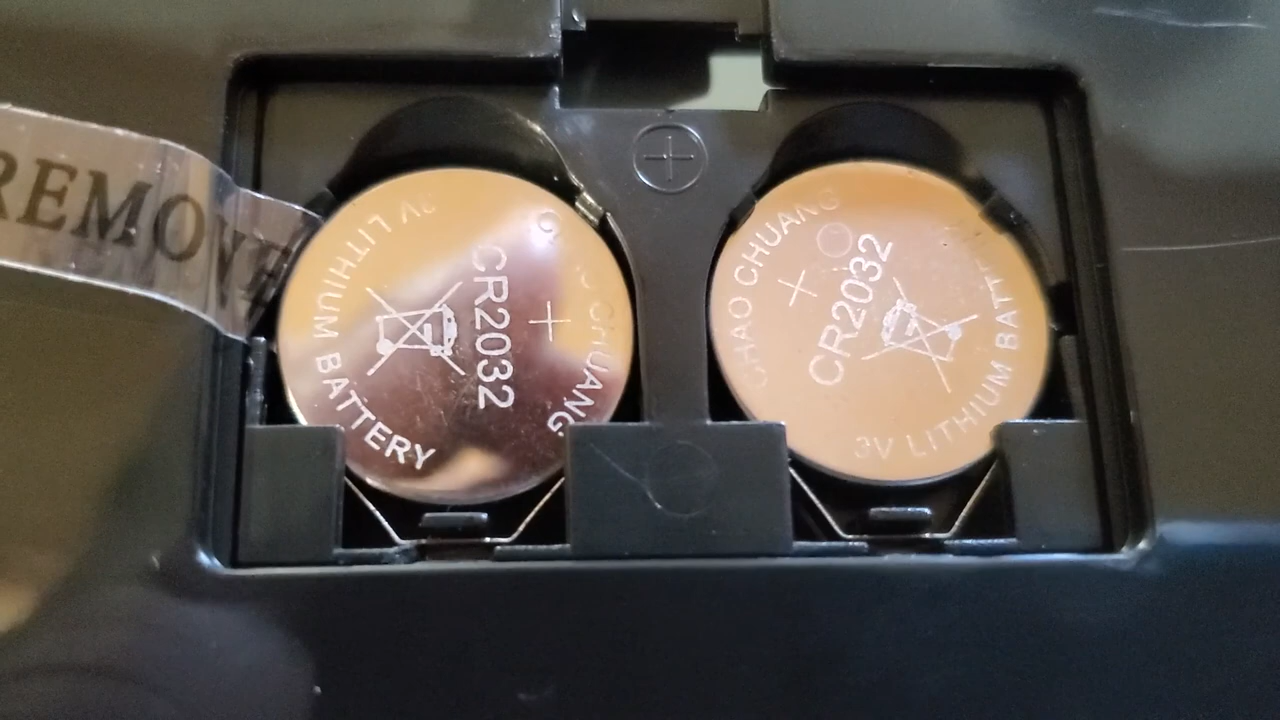 REMOVE
3V LITHIUM BATTERY
CR2032
+
CHUANG
+
CHAO CHUANG
CR2032
+
3V LITHIUM BATT